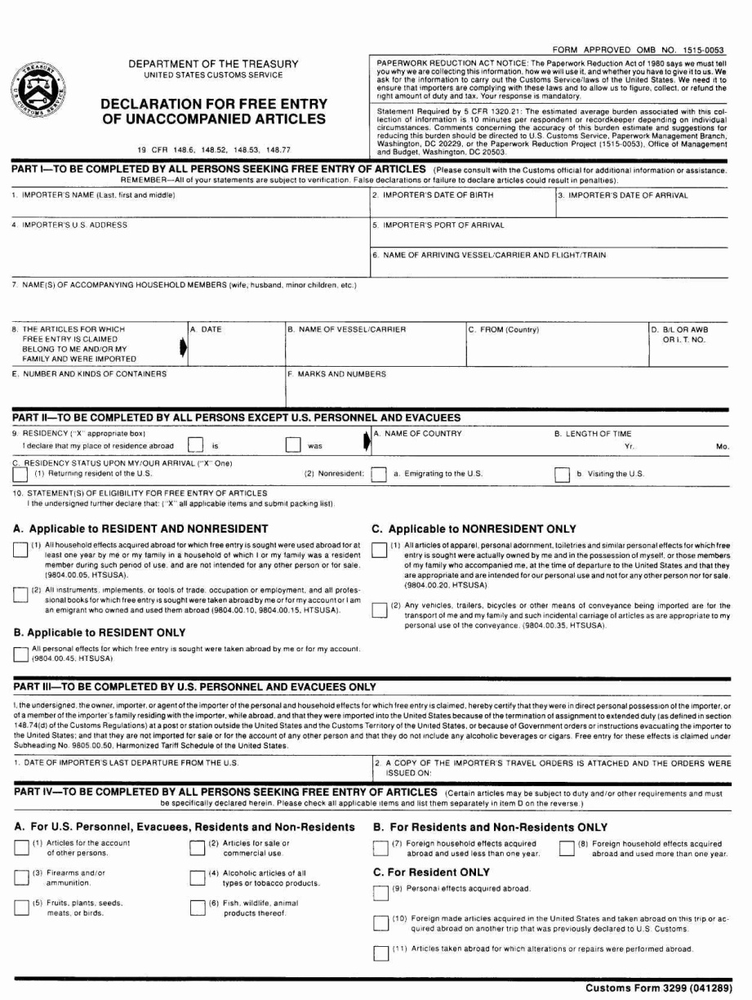 FORM APPROVED OMB NO. 1515-0053
DEPARTMENT OF THE TREASURY
UNITED STATES CUSTOMS SERVICE
DECLARATION FOR FREE ENTRY
OF UNACCOMPANIED ARTICLES
19 CFR 148.6, 148.52, 148.53, 148.77
PAPERWORK REDUCTION ACT NOTICE: The Paperwork Reduction Act of 1980 says we must tell
you why we are collecting this information, how we will use it, and whether you have to give it to us. We
ask for the information to carry out the Customs Service/laws of the United States. We need it to
ensure that importers are complying with these laws and to allow us to figure, collect, or refund the
right amount of duty and tax. Your response is mandatory.
Statement Required by 5 CFR 1320.21: The estimated average burden associated with this col-
lection of information is 10 minutes per respondent or recordkeeper depending on individual
circumstances. Comments concerning the accuracy of this burden estimate and suggestions for
reducing this burden should be directed to U.S. Customs Service, Paperwork Management Branch,
Washington, DC 20229, or the Paperwork Reduction Project (1515-0053), Office of Management
and Budget, Washington, DC 20503.
PART I—TO BE COMPLETED BY ALL PERSONS SEEKING FREE ENTRY OF ARTICLES (Please consult with the Customs official for additional information or assistance.
REMEMBER—All of your statements are subject to verification. False declarations or failure to declare articles could result in penalties).
1. IMPORTER'S NAME (Last, first and middle)
2. IMPORTER'S DATE OF BIRTH
3. IMPORTER'S DATE OF ARRIVAL
4. IMPORTER'S U.S. ADDRESS
5. IMPORTER'S PORT OF ARRIVAL
6. NAME OF ARRIVING VESSEL/CARRIER AND FLIGHT/TRAIN
7. NAME(S) OF ACCOMPANYING HOUSEHOLD MEMBERS (wife, husband, minor children, etc.)
8. THE ARTICLES FOR WHICH
FREE ENTRY IS CLAIMED
BELONG TO ME AND/OR MY
FAMILY AND WERE IMPORTED
A. DATE
B. NAME OF VESSEL/CARRIER
C. FROM (Country)
D. B/L OR AWB
OR I.T. NO.
E. NUMBER AND KINDS OF CONTAINERS
F. MARKS AND NUMBERS
PART II—TO BE COMPLETED BY ALL PERSONS EXCEPT U.S. PERSONNEL AND EVACUEES
9. RESIDENCY ("X" appropriate box)
I declare that my place of residence abroad is was
A. NAME OF COUNTRY
B. LENGTH OF TIME
Yr. Mo.
C. RESIDENCY STATUS UPON MY/OUR ARRIVAL ("X" One)
(1) Returning resident of the U.S. (2) Nonresident: a. Emigrating to the U.S. b. Visiting the U.S.
10. STATEMENT(S) OF ELIGIBILITY FOR FREE ENTRY OF ARTICLES
I the undersigned further declare that: ("X" all applicable items and submit packing list).
A. Applicable to RESIDENT AND NONRESIDENT
(1) All household effects acquired abroad for which free entry is sought were used abroad for at
least one year by me or my family in a household of which I or my family was a resident
member during such period of use, and are not intended for any other person or for sale.
(9804.00.05, HTSUSA).
(2) All instruments, implements, or tools of trade, occupation or employment, and all profes-
sional books for which free entry is sought were taken abroad by me or for my account or I am
an emigrant who owned and used them abroad (9804.00.10, 9804.00.15, HTSUSA).
B. Applicable to RESIDENT ONLY
All personal effects for which free entry is sought were taken abroad by me or for my account.
(9804.00.45, HTSUSA)
C. Applicable to NONRESIDENT ONLY
(1) All articles of apparel, personal adornment, toiletries and similar personal effects for which free
entry is sought were actually owned by me and in the possession of myself, or those members
of my family who accompanied me, at the time of departure to the United States and that they
are appropriate and are intended for our personal use and not for any other person nor for sale.
(9804.00.20, HTSUSA).
(2) Any vehicles, trailers, bicycles or other means of conveyance being imported are for the
transport of me and my family and such incidental carriage of articles as are appropriate to my
personal use of the conveyance. (9804.00.35, HTSUSA).
PART III—TO BE COMPLETED BY U.S. PERSONNEL AND EVACUEES ONLY
I, the undersigned, the owner, importer, or agent of the importer of the personal and household effects for which free entry is claimed, hereby certify that they were in direct personal possession of the importer, or
of a member of the importer's family residing with the importer, while abroad, and that they were imported into the United States because of the termination of assignment to extended duty (as defined in section
148.74(d) of the Customs Regulations) at a post or station outside the United States and the Customs Territory of the United States, or because of Government orders or instructions evacuating the importer to
the United States; and that they are not imported for sale or for the account of any other person and that they do not include any alcoholic beverages or cigars. Free entry for these effects is claimed under
Subheading No. 9805.00.50, Harmonized Tariff Schedule of the United States.
1. DATE OF IMPORTER'S LAST DEPARTURE FROM THE U.S.
2. A COPY OF THE IMPORTER'S TRAVEL ORDERS IS ATTACHED AND THE ORDERS WERE
ISSUED ON:
PART IV—TO BE COMPLETED BY ALL PERSONS SEEKING FREE ENTRY OF ARTICLES (Certain articles may be subject to duty and/or other requirements and must
be specifically declared herein. Please check all applicable items and list them separately in item D on the reverse.)
A. For U.S. Personnel, Evacuees, Residents and Non-Residents
(1) Articles for the account
of other persons.
(2) Articles for sale or
commercial use.
(3) Firearms and/or
ammunition.
(4) Alcoholic articles of all
types or tobacco products.
(5) Fruits, plants, seeds,
meats, or birds.
(6) Fish, wildlife, animal
products thereof.
B. For Residents and Non-Residents ONLY
(7) Foreign household effects acquired
abroad and used less than one year.
(8) Foreign household effects acquired
abroad and used more than one year.
C. For Resident ONLY
(9) Personal effects acquired abroad.
(10) Foreign made articles acquired in the United States and taken abroad on this trip or ac-
quired abroad on another trip that was previously declared to U.S. Customs.
(11) Articles taken abroad for which alterations or repairs were performed abroad.
Customs Form 3299 (041289)